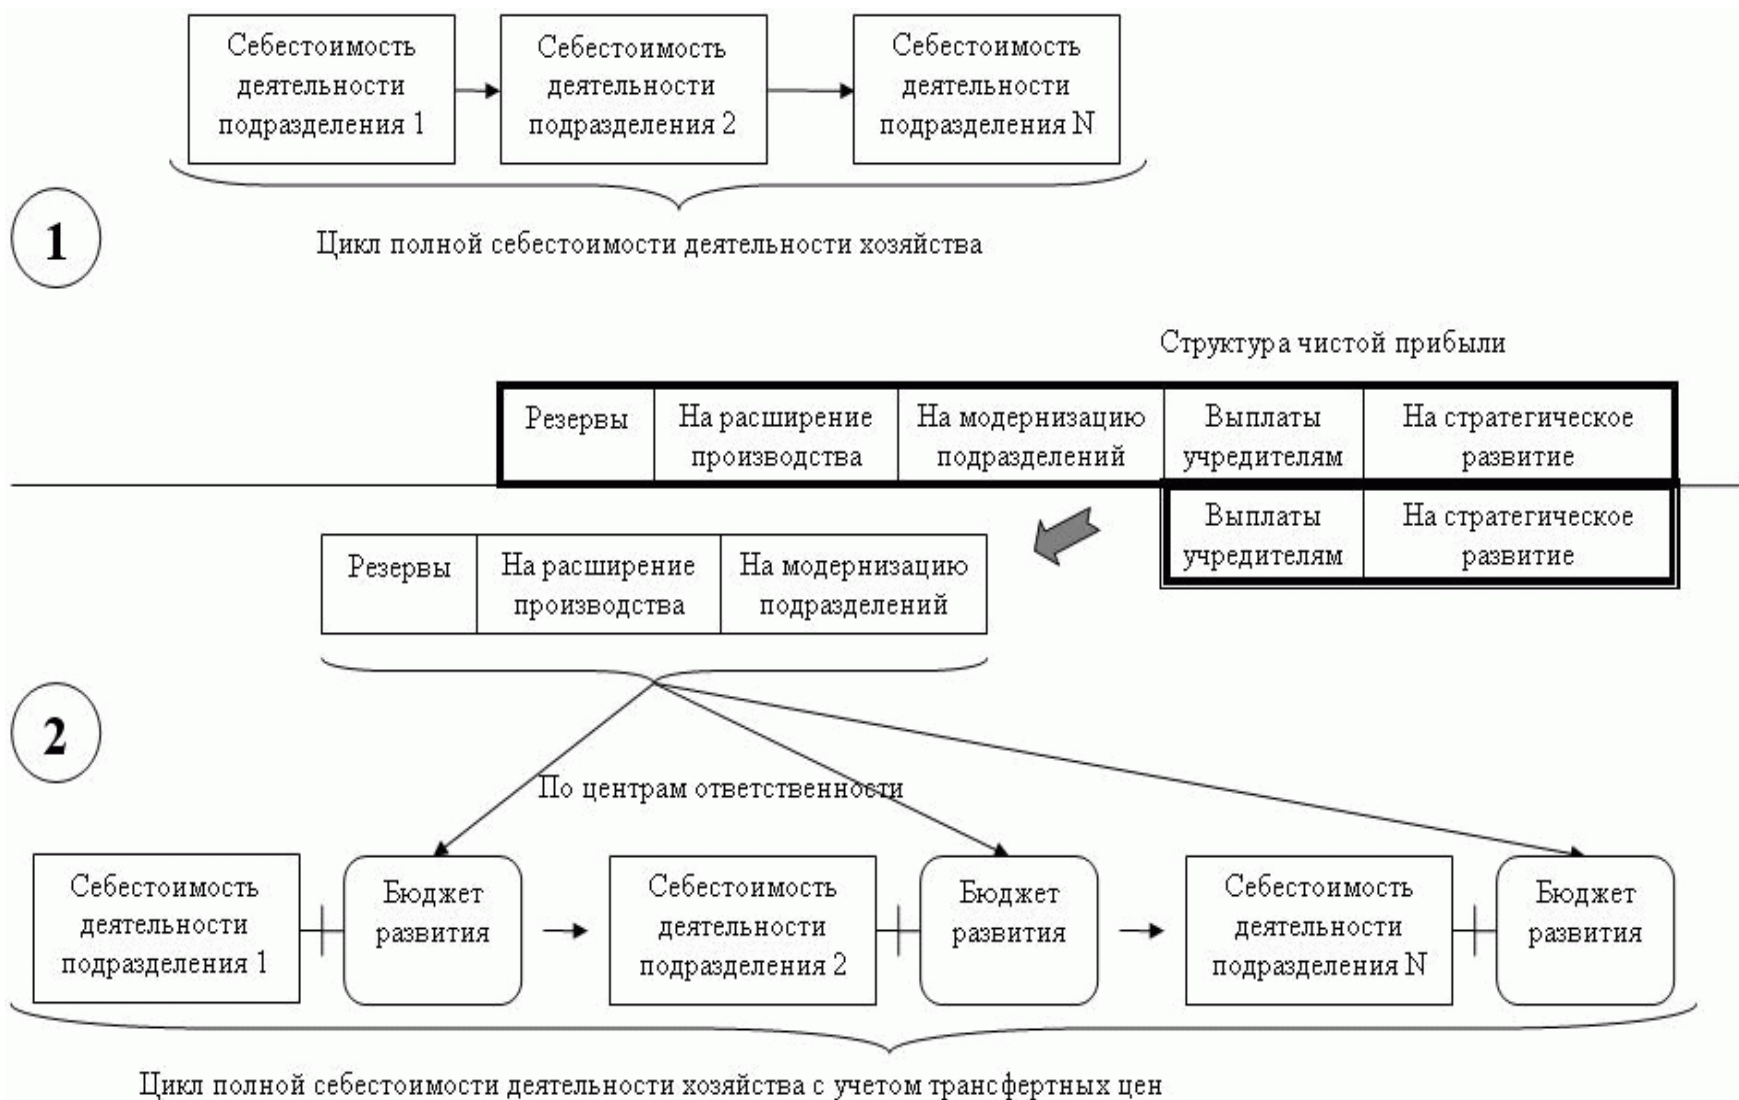 Себестоимость
деятельности
подразделения 1
Себестоимость
деятельности
подразделения 2
Себестоимость
деятельности
подразделения N
1
Цикл полной себестоимости деятельности хозяйства
Структура чистой прибыли
Резервы
На расширение
производства
На модернизацию
подразделений
Выплаты
учредителям
На стратегическое
развитие
Выплаты
учредителям
На стратегическое
развитие
Резервы
На расширение
производства
На модернизацию
подразделений
2
По центрам ответственности
Себестоимость
деятельности
подразделения 1
Бюджет
развития
Себестоимость
деятельности
подразделения 2
Бюджет
развития
Себестоимость
деятельности
подразделения N
Бюджет
развития
Цикл полной себестоимости деятельности хозяйства с учетом трансфертных цен